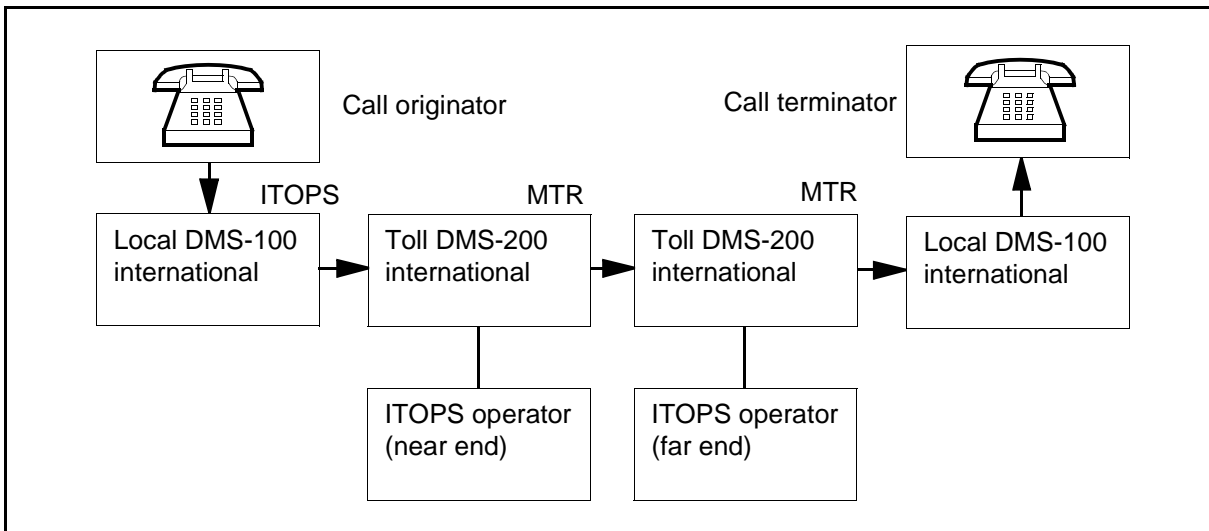 Call originator
Call terminator
ITOPS
MTR
MTR
Local DMS-100
international
Toll DMS-200
international
Toll DMS-200
international
Local DMS-100
international
ITOPS operator
(near end)
ITOPS operator
(far end)